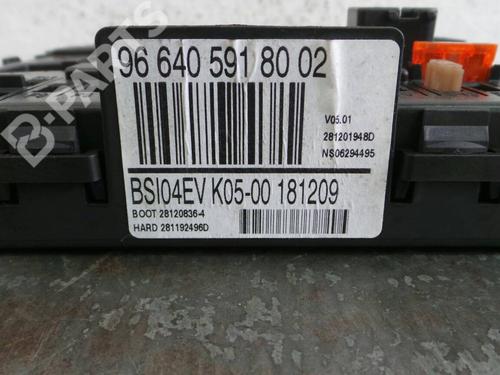 96 640 591 80 02
V05.01
281201948D
NS06294495
BSI04EV K05-00 181209
BOOT 28120836-4
HARD 281192496D
B-PARTS